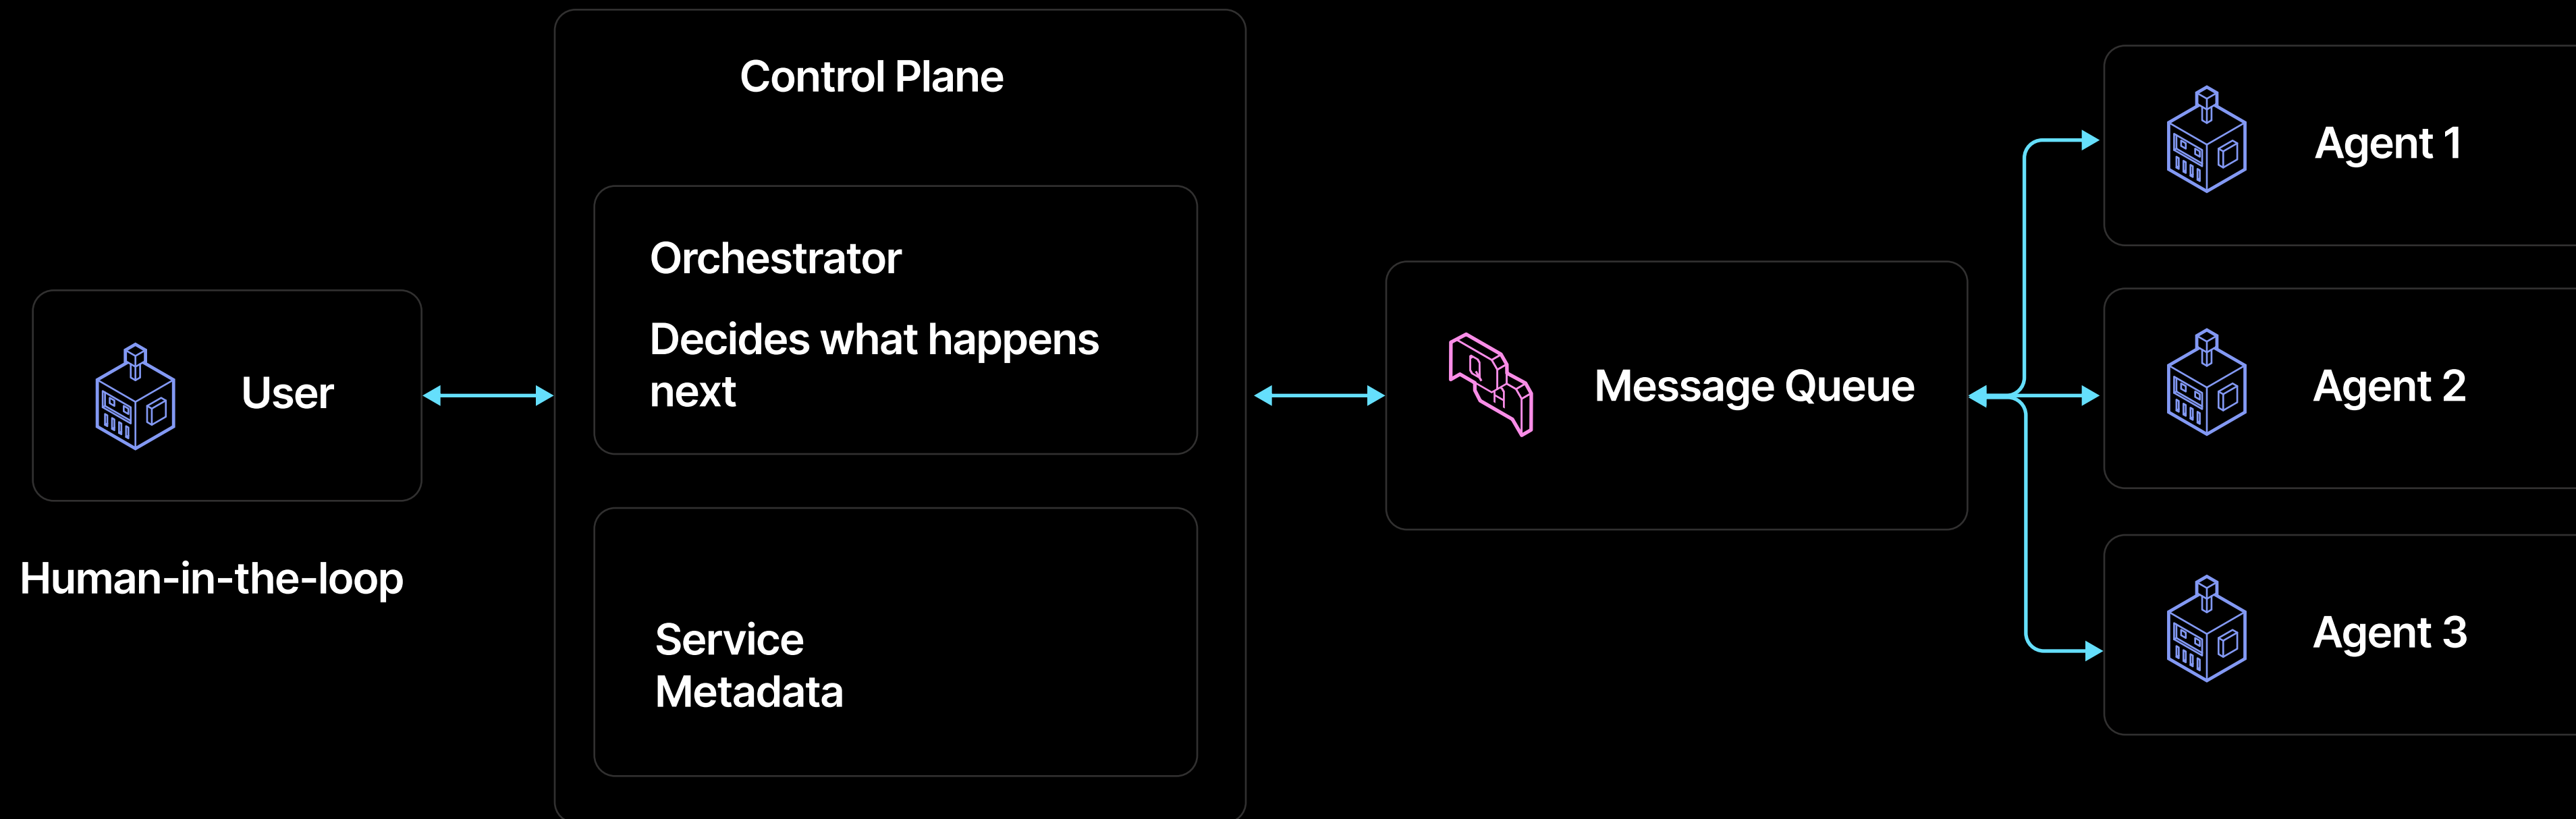 Control Plane
Orchestrator
Decides what happens
next
Service
Metadata
User
Human-in-the-loop
Message Queue
Agent 1
Agent 2
Agent 3